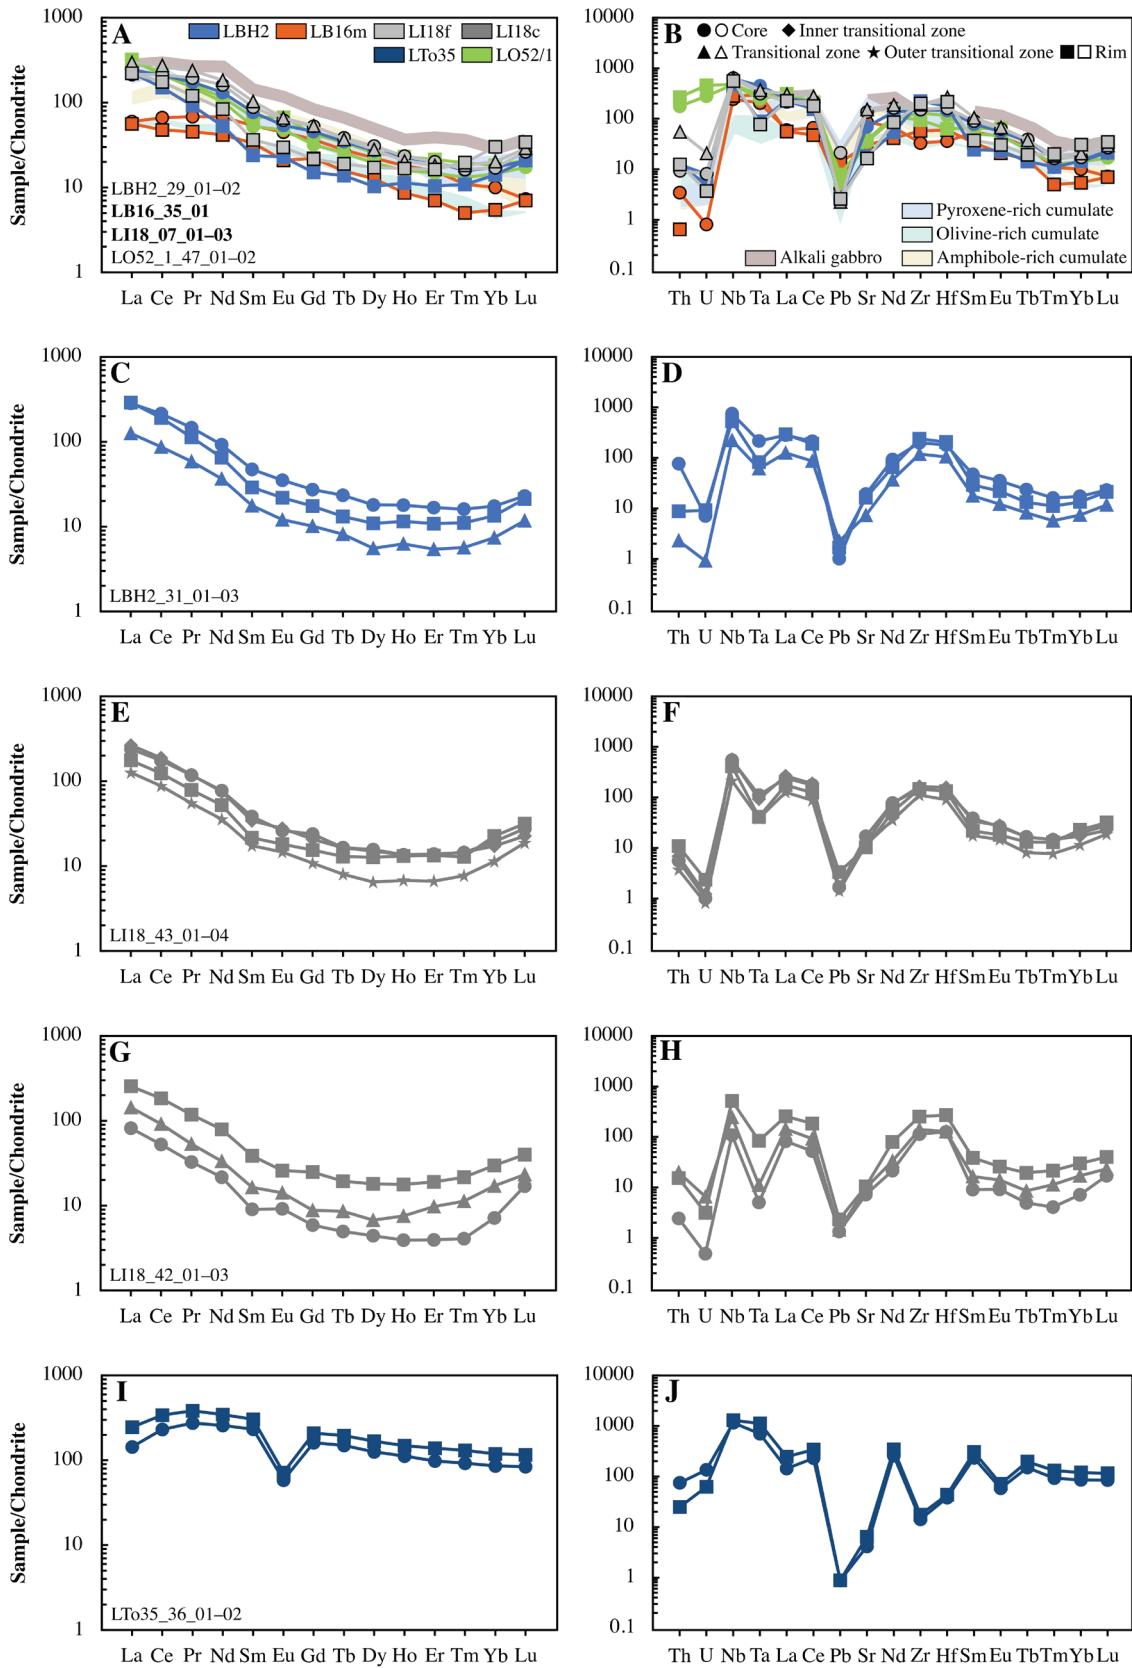 A
LBH2 LB16m LI18f LI18c
LTo35 LO52/1
Sample/Chondrite
1000
100
10
1
LBH2_29_01–02
LB16_35_01
LI18_07_01–03
LO52_1_47_01–02
La Ce Pr Nd Sm Eu Gd Tb Dy Ho Er Tm Yb Lu
B
Core Inner transitional zone
Transitional zone Outer transitional zone Rim
10000
1000
100
10
1
0.1
Pyroxene-rich cumulate
Olivine-rich cumulate
Alkali gabbro Amphibole-rich cumulate
Th U Nb Ta La Ce Pb Sr Nd Zr Hf Sm Eu Tb Tm Yb Lu
C
Sample/Chondrite
1000
100
10
1
LBH2_31_01–03
La Ce Pr Nd Sm Eu Gd Tb Dy Ho Er Tm Yb Lu
D
10000
1000
100
10
1
0.1
Th U Nb Ta La Ce Pb Sr Nd Zr Hf Sm Eu Tb Tm Yb Lu
E
Sample/Chondrite
1000
100
10
1
LI18_43_01–04
La Ce Pr Nd Sm Eu Gd Tb Dy Ho Er Tm Yb Lu
F
10000
1000
100
10
1
0.1
Th U Nb Ta La Ce Pb Sr Nd Zr Hf Sm Eu Tb Tm Yb Lu
G
Sample/Chondrite
1000
100
10
1
LI18_42_01–03
La Ce Pr Nd Sm Eu Gd Tb Dy Ho Er Tm Yb Lu
H
10000
1000
100
10
1
0.1
Th U Nb Ta La Ce Pb Sr Nd Zr Hf Sm Eu Tb Tm Yb Lu
I
Sample/Chondrite
1000
100
10
1
LTo35_36_01–02
La Ce Pr Nd Sm Eu Gd Tb Dy Ho Er Tm Yb Lu
J
10000
1000
100
10
1
0.1
Th U Nb Ta La Ce Pb Sr Nd Zr Hf Sm Eu Tb Tm Yb Lu